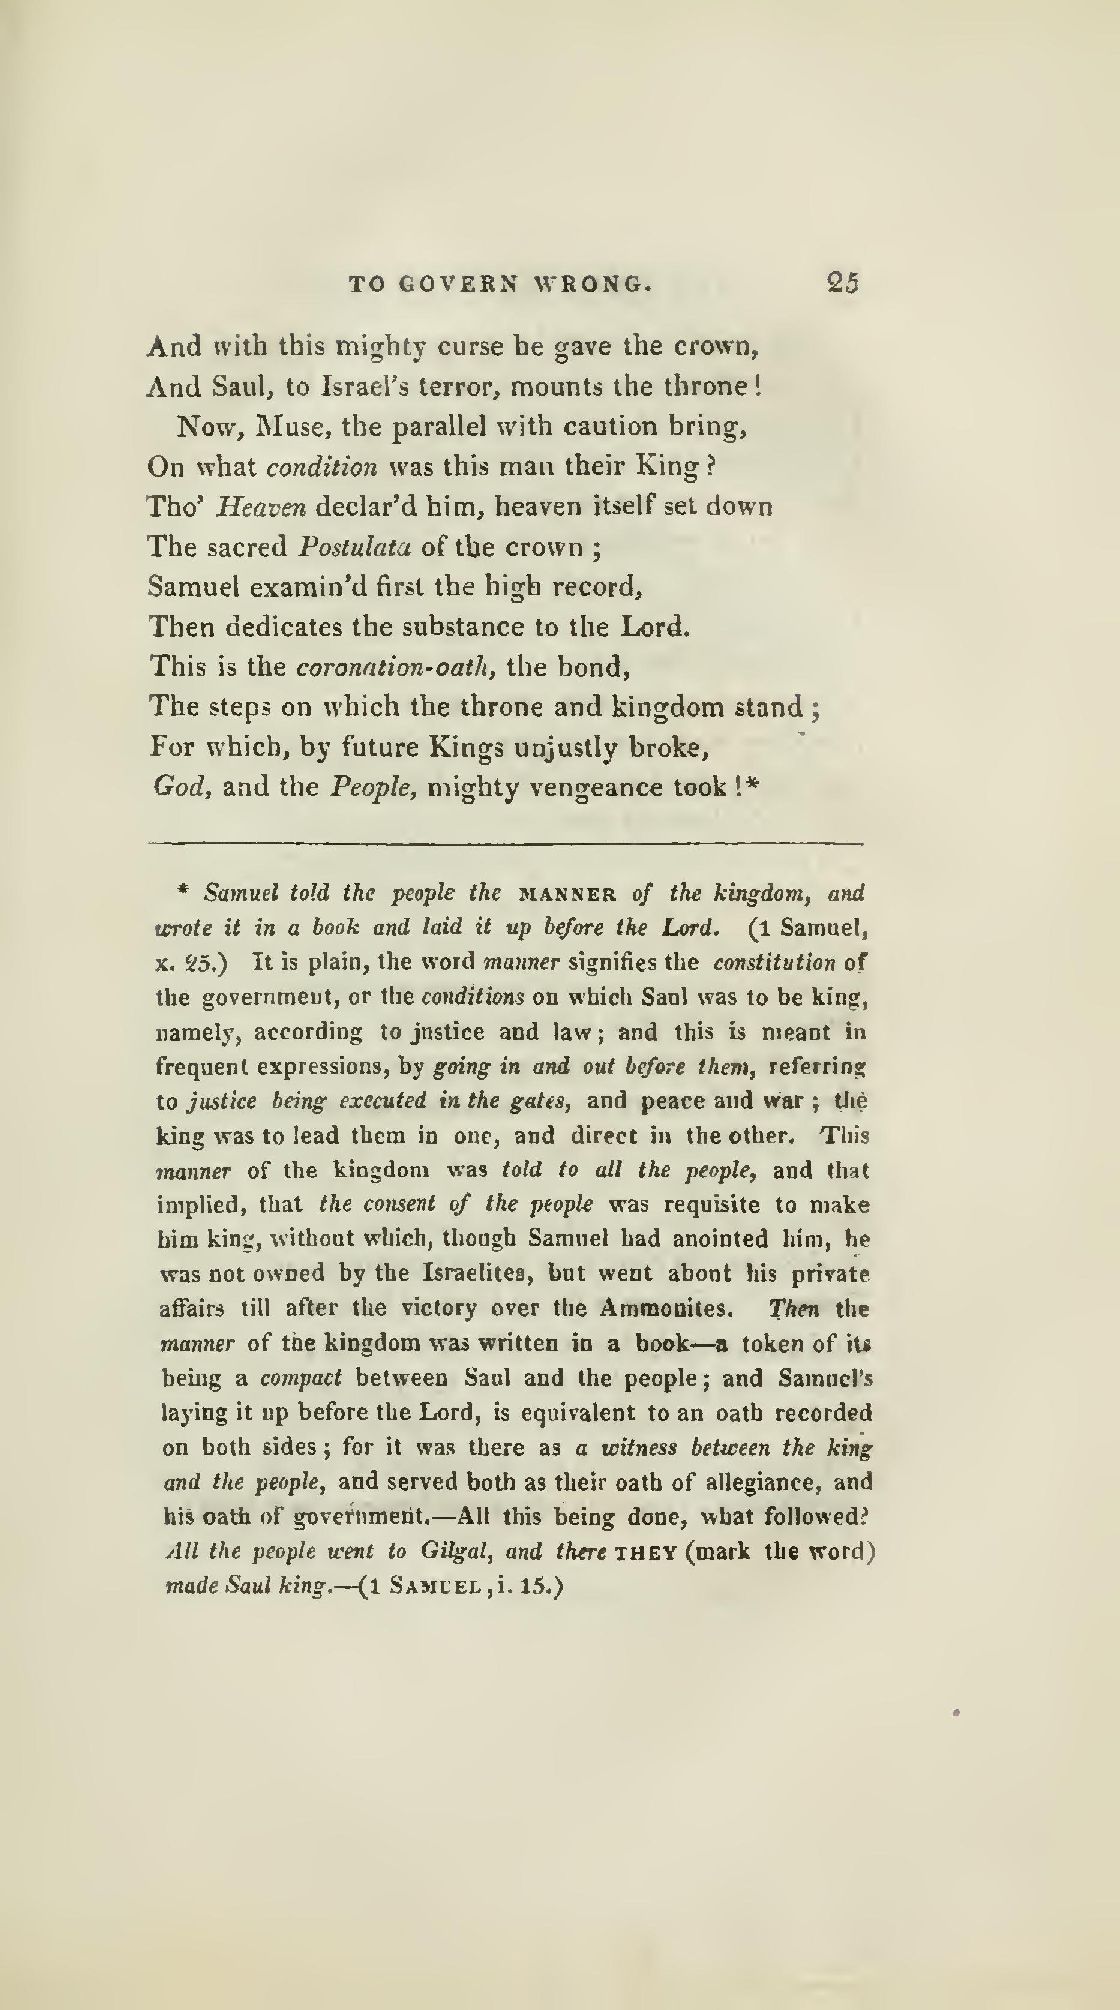 TO GOVERN WRONG. 25
And with this mighty curse he gave the crown,
And Saul, to Israel's terror, mounts the throne!
Now, Muse, the parallel with caution bring,
On what condition was this man their King?
Tho' Heaven declar'd him, heaven itself set down
The sacred Postulata of the crown;
Samuel examin'd first the high record,
Then dedicates the substance to the Lord.
This is the coronation-oath, the bond,
The steps on which the throne and kingdom stand;
For which, by future Kings unjustly broke,
God, and the People, mighty vengeance took!*
* Samuel told the people the MANNER of the kingdom, and
wrote it in a book and laid it up before the Lord. (1 Samuel,
x. 25.) It is plain, the word manner signifies the constitution of
the government, or the conditions on which Saul was to be king,
namely, according to justice and law; and this is meant in
frequent expressions, by going in and out before them, referring
to justice being executed in the gates, and peace and war; the
king was to lead them in one, and direct in the other. This
manner of the kingdom was told to all the people, and that
implied, that the consent of the people was requisite to make
him king, without which, though Samuel had anointed him, he
was not owned by the Israelites, but went about his private
affairs till after the victory over the Ammonites. Then the
manner of the kingdom was written in a book—a token of its
being a compact between Saul and the people; and Samuel's
laying it up before the Lord, is equivalent to an oath recorded
on both sides; for it was there as a witness between the king
and the people, and served both as their oath of allegiance, and
his oath of government.—All this being done, what followed?
All the people went to Gilgal, and there THEY (mark the word)
made Saul king.—(1 SAMUEL, i. 15.)